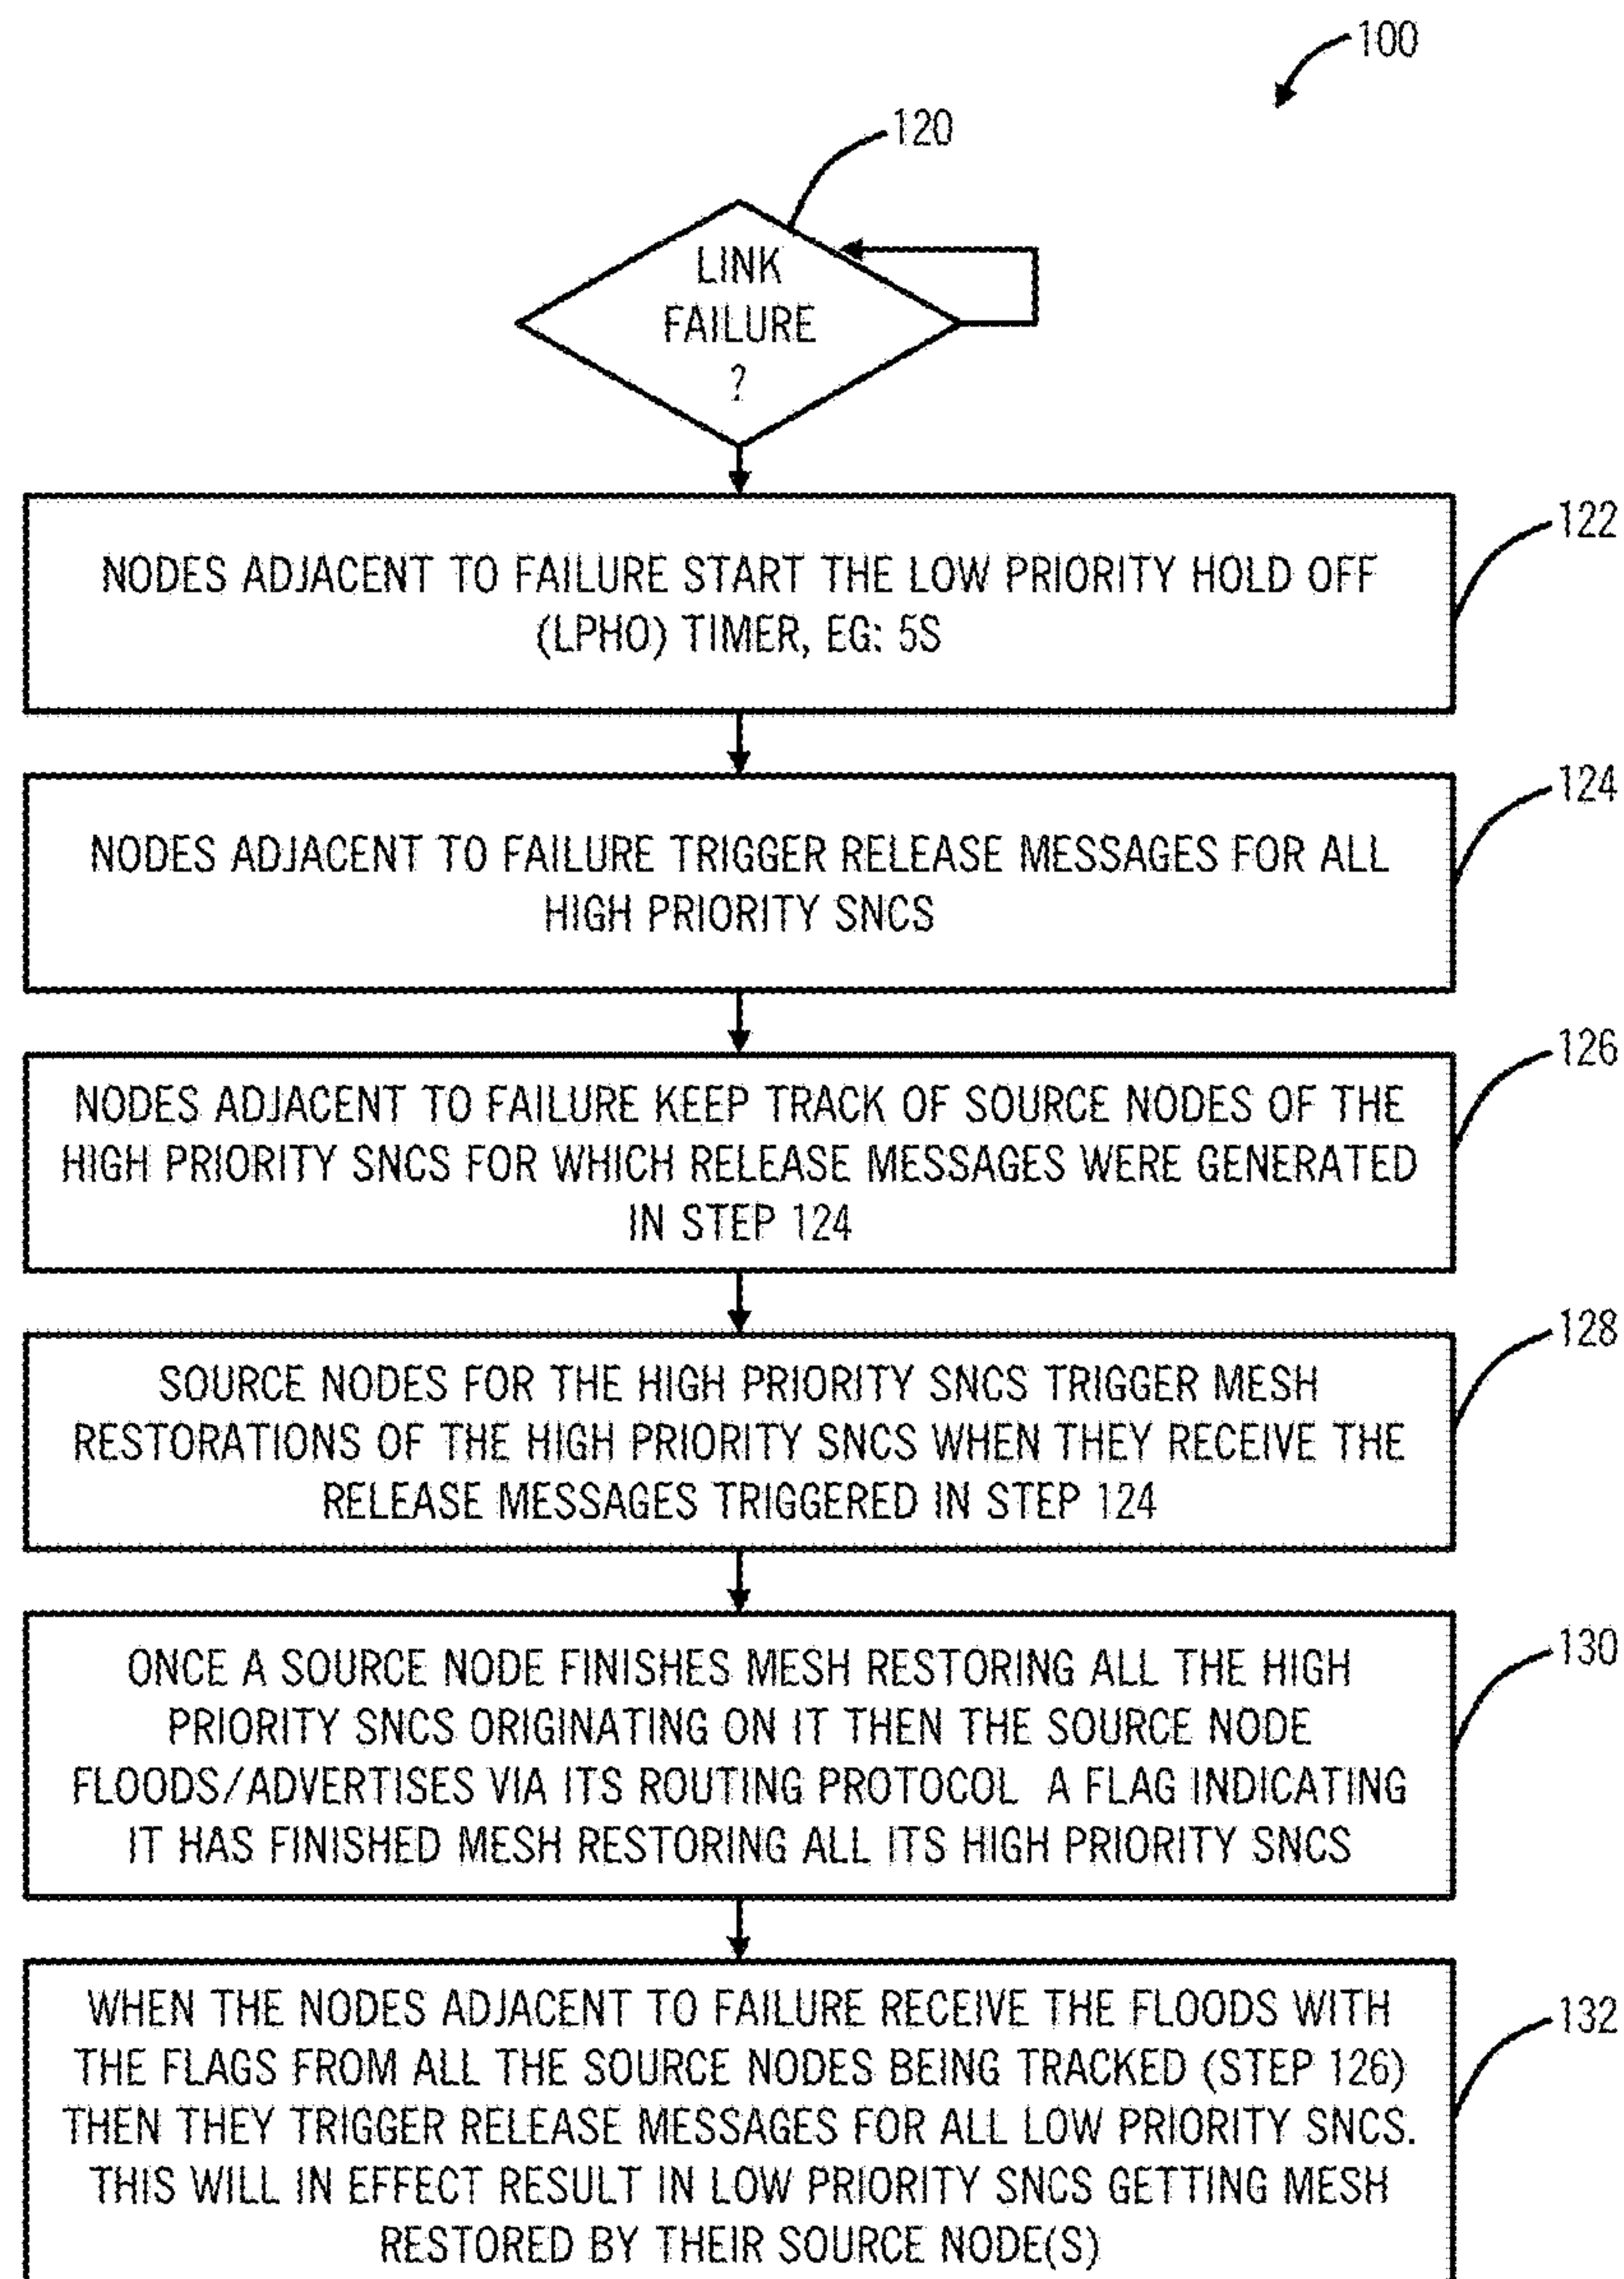 100
120
LINK
FAILURE
?
122
NODES ADJACENT TO FAILURE START THE LOW PRIORITY HOLD OFF
(LPHO) TIMER, EG: 5S
124
NODES ADJACENT TO FAILURE TRIGGER RELEASE MESSAGES FOR ALL
HIGH PRIORITY SNCS
126
NODES ADJACENT TO FAILURE KEEP TRACK OF SOURCE NODES OF THE
HIGH PRIORITY SNCS FOR WHICH RELEASE MESSAGES WERE GENERATED
IN STEP 124
128
SOURCE NODES FOR THE HIGH PRIORITY SNCS TRIGGER MESH
RESTORATIONS OF THE HIGH PRIORITY SNCS WHEN THEY RECEIVE THE
RELEASE MESSAGES TRIGGERED IN STEP 124
130
ONCE A SOURCE NODE FINISHES MESH RESTORING ALL THE HIGH
PRIORITY SNCS ORIGINATING ON IT THEN THE SOURCE NODE
FLOODS/ADVERTISES VIA ITS ROUTING PROTOCOL A FLAG INDICATING
IT HAS FINISHED MESH RESTORING ALL ITS HIGH PRIORITY SNCS
132
WHEN THE NODES ADJACENT TO FAILURE RECEIVE THE FLOODS WITH
THE FLAGS FROM ALL THE SOURCE NODES BEING TRACKED (STEP 126)
THEN THEY TRIGGER RELEASE MESSAGES FOR ALL LOW PRIORITY SNCS.
THIS WILL IN EFFECT RESULT IN LOW PRIORITY SNCS GETTING MESH
RESTORED BY THEIR SOURCE NODE(S)